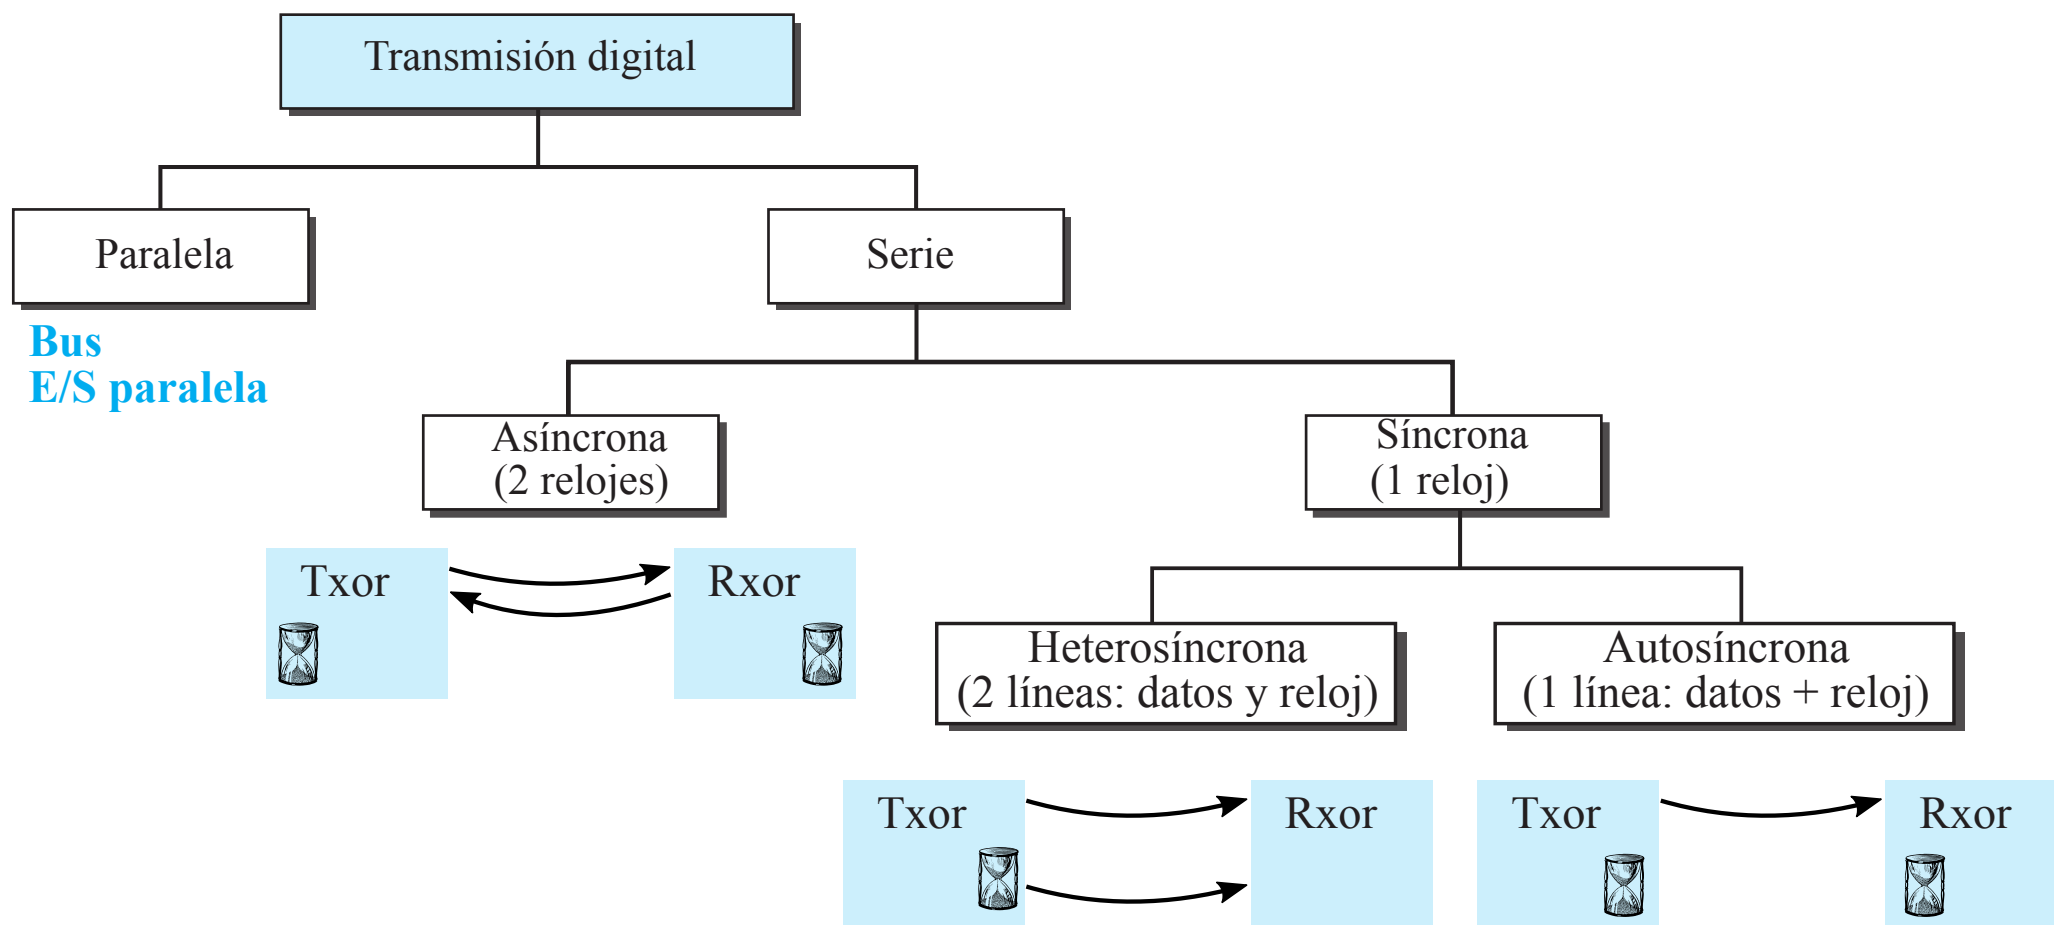 Transmisión digital
Paralela
Serie
Bus
E/S paralela
Asíncrona
(2 relojes)
Síncrona
(1 reloj)
Txor
Rxor
Heterosíncrona
(2 líneas: datos y reloj)
Autosíncrona
(1 línea: datos + reloj)
Txor
Rxor
Txor
Rxor